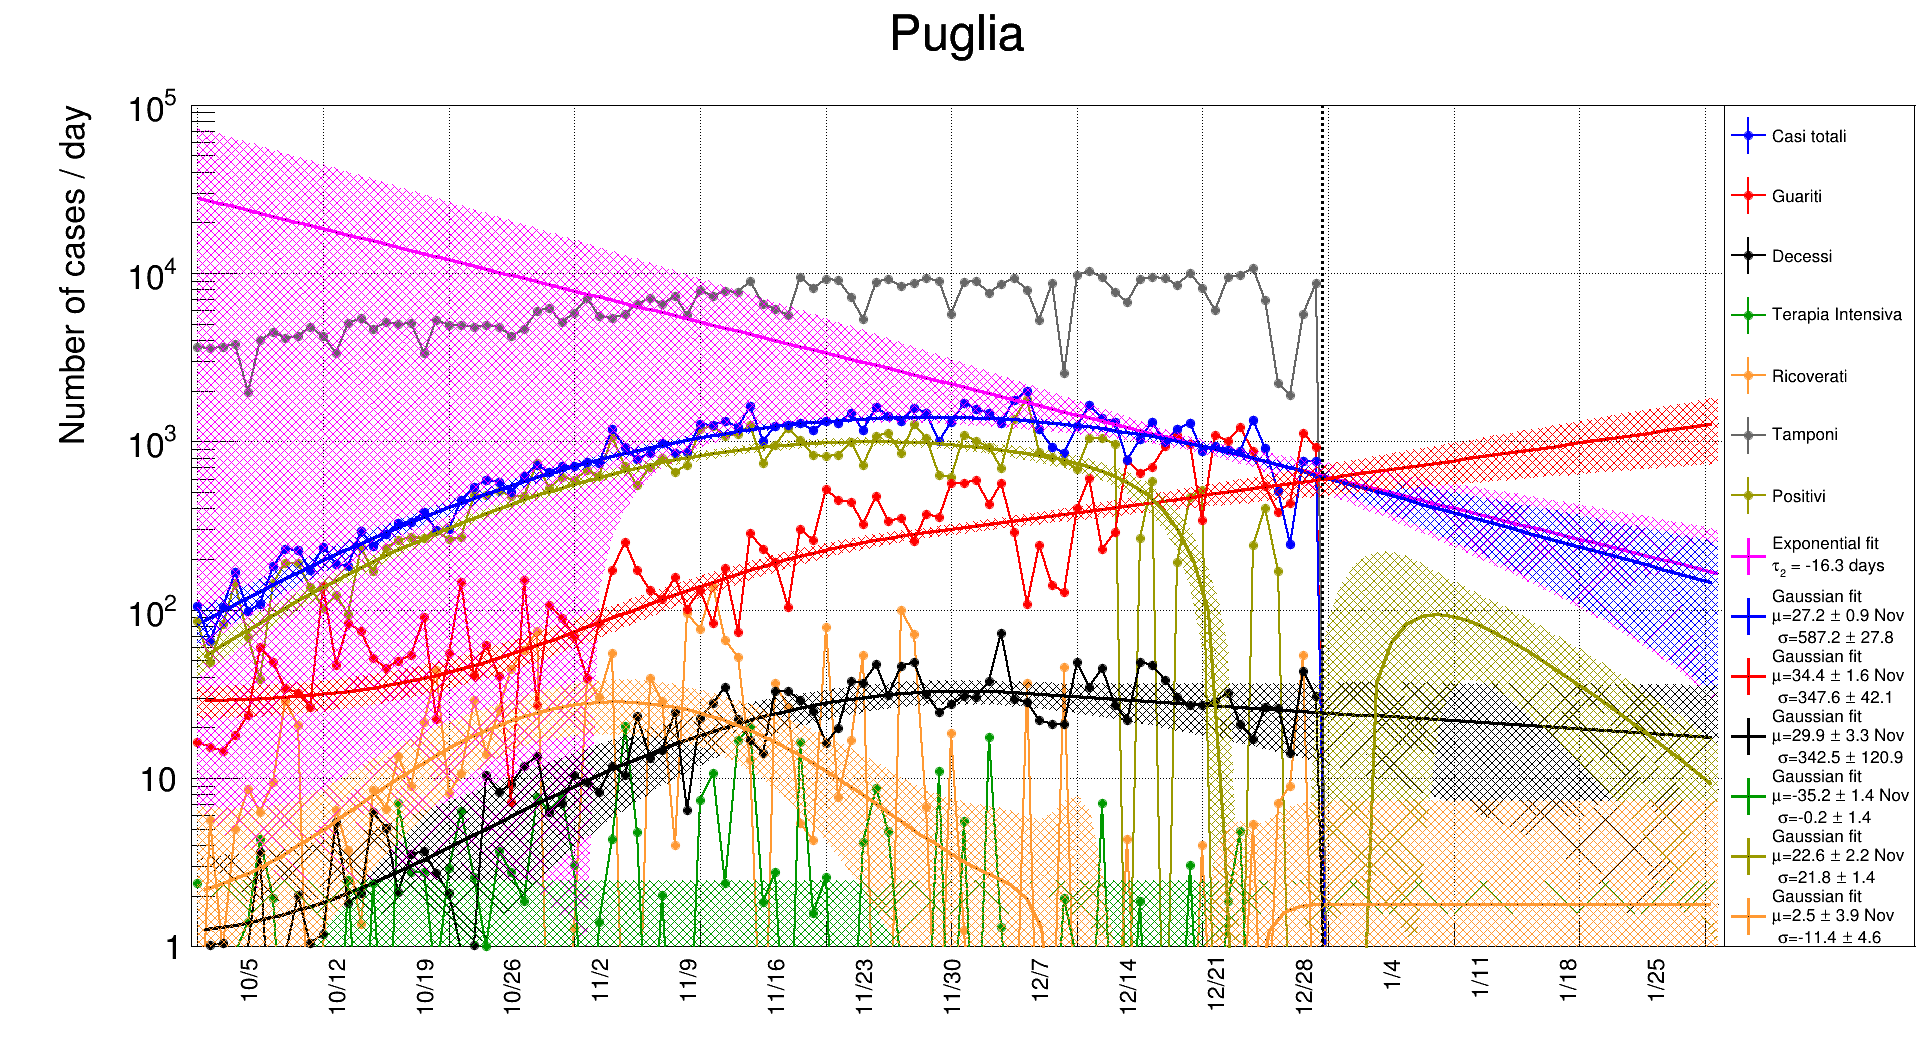 Puglia
Number of cases / day
10^5
10^4
10^3
10^2
10
1
10/5
10/12
10/19
10/26
11/2
11/9
11/16
11/23
11/30
12/7
12/14
12/21
12/28
1/4
1/11
1/18
1/25
Casi totali
Guariti
Decessi
Terapia Intensiva
Ricoverati
Tamponi
Positivi
Exponential fit
τ₂ = -16.3 days
Gaussian fit
μ=27.2 ± 0.9 Nov
σ=587.2 ± 27.8
Gaussian fit
μ=34.4 ± 1.6 Nov
σ=347.6 ± 42.1
Gaussian fit
μ=29.9 ± 3.3 Nov
σ=342.5 ± 120.9
Gaussian fit
μ=-35.2 ± 1.4 Nov
σ=-0.2 ± 1.4
Gaussian fit
μ=22.6 ± 2.2 Nov
σ=21.8 ± 1.4
Gaussian fit
μ=2.5 ± 3.9 Nov
σ=-11.4 ± 4.6